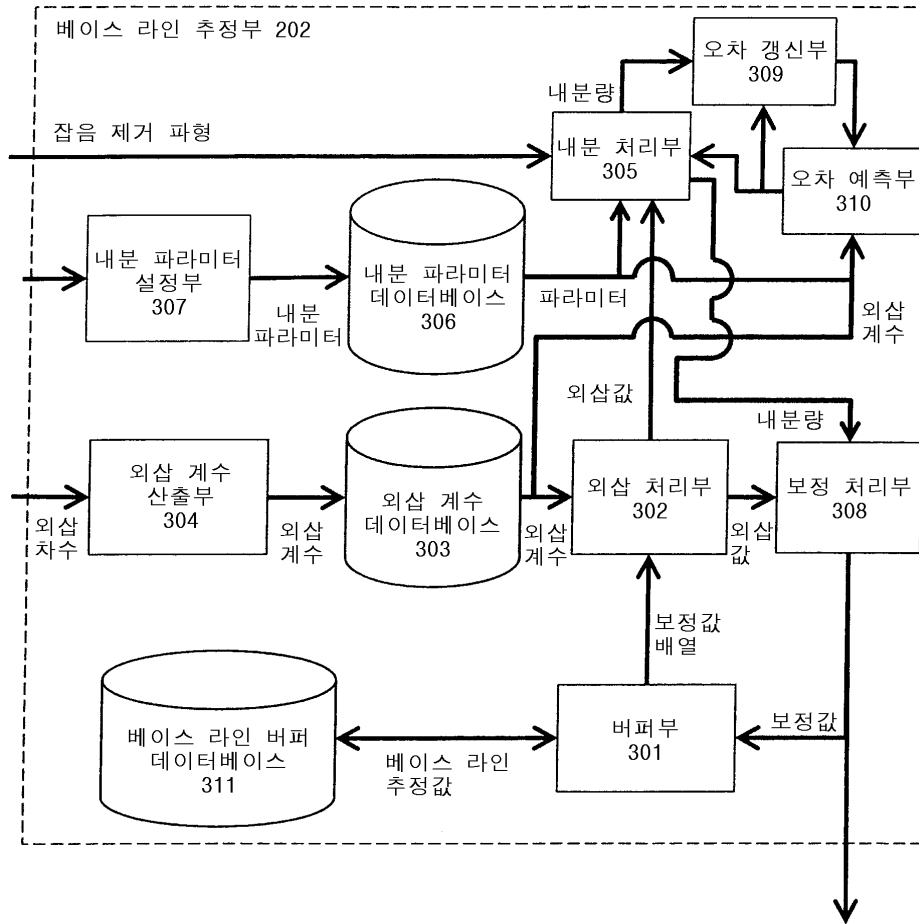 베이스 라인 추정부 202
오차 갱신부
309
내분량
잡음 제거 파형
내분 처리부
305
오차 예측부
310
내분 파라미터
설정부
307
내분
파라미터
내분 파라미터
데이터베이스
306
파라미터
외삽
계수
외삽값
내분량
외삽
차수
외삽 계수
산출부
304
외삽
계수
외삽 계수
데이터베이스
303
외삽
계수
외삽 처리부
302
외삽
값
보정 처리부
308
보정값
배열
베이스 라인 버퍼
데이터베이스
311
베이스 라인
추정값
버퍼부
301
보정값